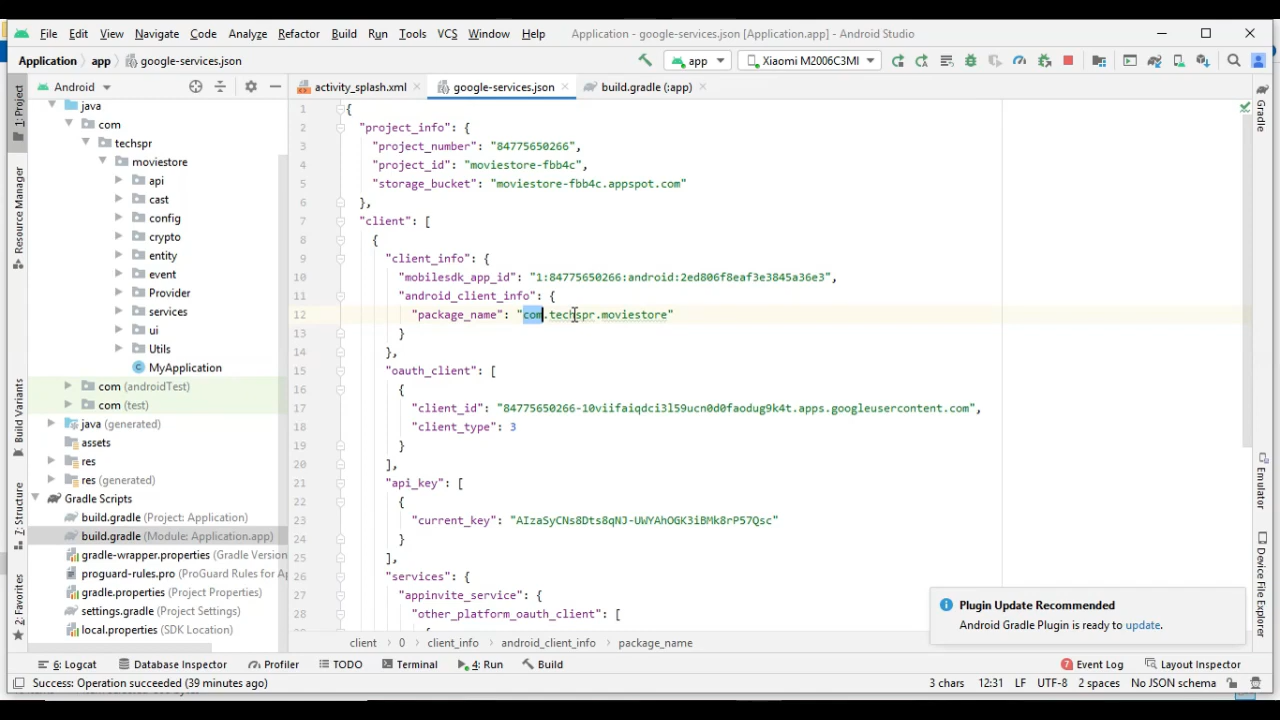 File Edit View Navigate Code Analyze Refactor Build Run Tools VCS Window Help Application - google-services.json [Application.app] - Android Studio
Application app google-services.json app Xiaomi M2006C3MI
Android activity_splash.xml google-services.json build.gradle (:app)
1: Project
Resource Manager
Build Variants
7: Structure
2: Favorites
java
com
techspr
moviestore
api
cast
config
crypto
entity
event
Provider
services
ui
Utils
MyApplication
com (androidTest)
com (test)
java (generated)
assets
res
res (generated)
Gradle Scripts
build.gradle (Project: Application)
build.gradle (Module: Application.app)
gradle-wrapper.properties (Gradle Version
proguard-rules.pro (ProGuard Rules for A
gradle.properties (Project Properties)
settings.gradle (Project Settings)
local.properties (SDK Location)
1 {
2 "project_info": {
3 "project_number": "84775650266",
4 "project_id": "moviestore-fbb4c",
5 "storage_bucket": "moviestore-fbb4c.appspot.com"
6 },
7 "client": [
8 {
9 "client_info": {
10 "mobilesdk_app_id": "1:84775650266:android:2ed806f8eaf3e3845a36e3",
11 "android_client_info": {
12 "package_name": "com.techspr.moviestore"
13 }
14 },
15 "oauth_client": [
16 {
17 "client_id": "84775650266-10viifaiqdci3l59ucn0d0faodug9k4t.apps.googleusercontent.com",
18 "client_type": 3
19 }
20 ],
21 "api_key": [
22 {
23 "current_key": "AIzaSyCNs8Dts8qNJ-UWYAhOGK3iBMk8rP57Qsc"
24 }
25 ],
26 "services": {
27 "appinvite_service": {
28 "other_platform_oauth_client": [
Gradle
Emulator
Device File Explorer
Plugin Update Recommended
Android Gradle Plugin is ready to update.
client 0 client_info android_client_info package_name
6: Logcat Database Inspector Profiler TODO Terminal 4: Run Build 7 Event Log Layout Inspector
Success: Operation succeeded (39 minutes ago) 3 chars 12:31 LF UTF-8 2 spaces No JSON schema